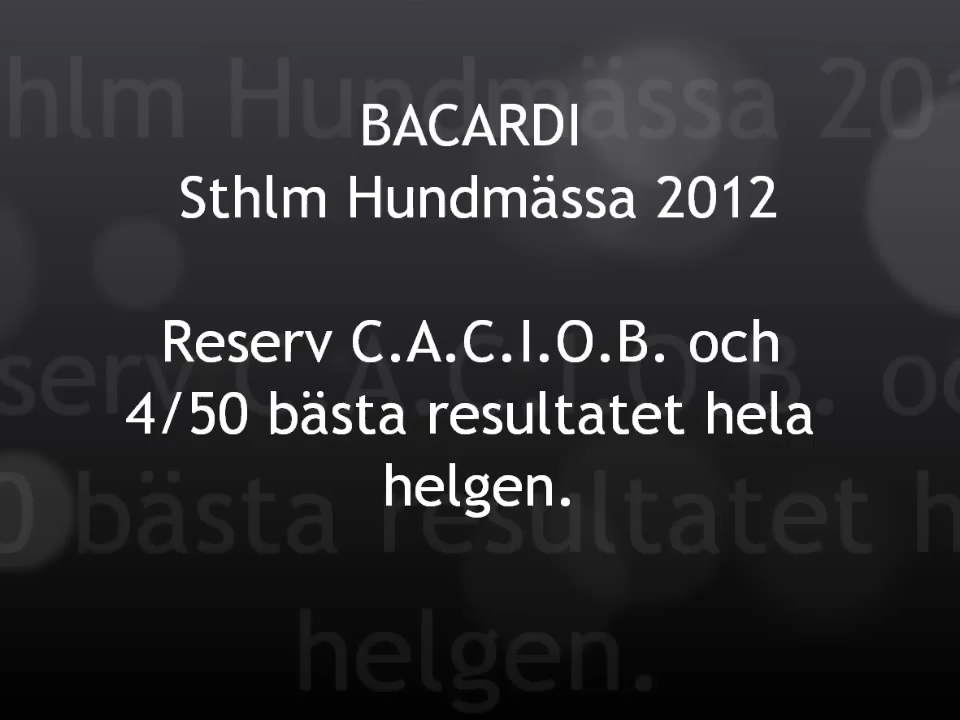 BACARDI
Sthlm Hundmässa 2012
Reserv C.A.C.I.O.B. och
4/50 bästa resultatet hela
helgen.